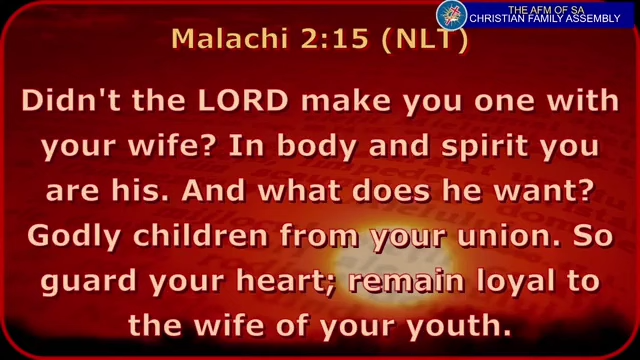 THE AFM OF SA
CHRISTIAN FAMILY ASSEMBLY
Malachi 2:15 (NLT)
Didn't the LORD make you one with
your wife? In body and spirit you
are his. And what does he want?
Godly children from your union. So
guard your heart; remain loyal to
the wife of your youth.